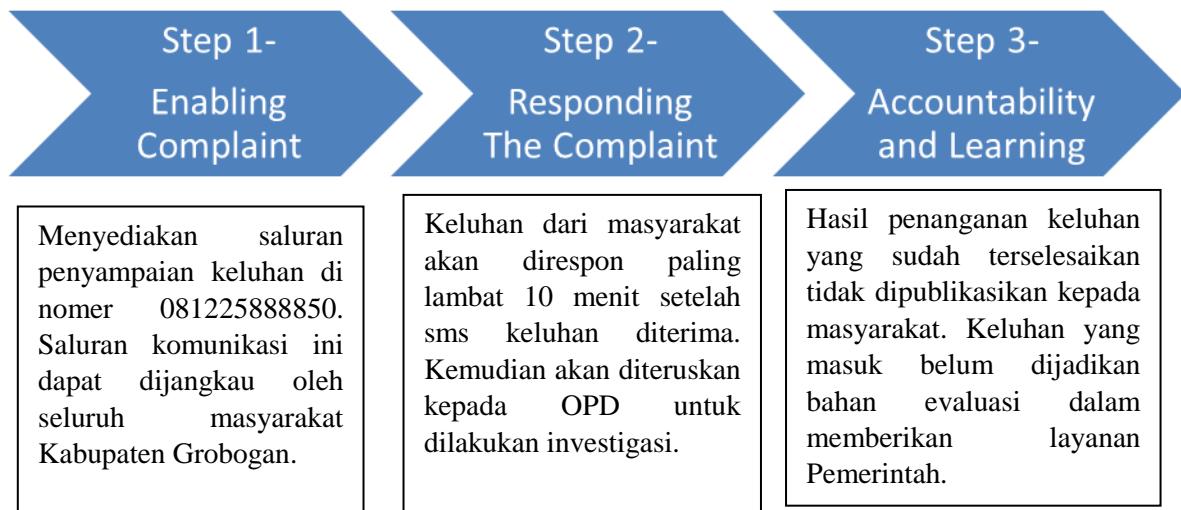 Step 1-
Enabling
Complaint
Step 2-
Responding
The Complaint
Step 3-
Accountability
and Learning
Menyediakan saluran
penyampaian keluhan di
nomer 081225888850.
Saluran komunikasi ini
dapat dijangkau oleh
seluruh masyarakat
Kabupaten Grobogan.
Keluhan dari masyarakat
akan direspon paling
lambat 10 menit setelah
sms keluhan diterima.
Kemudian akan diteruskan
kepada OPD untuk
dilakukan investigasi.
Hasil penanganan keluhan
yang sudah terselesaikan
tidak dipublikasikan kepada
masyarakat. Keluhan yang
masuk belum dijadikan
bahan evaluasi dalam
memberikan layanan
Pemerintah.